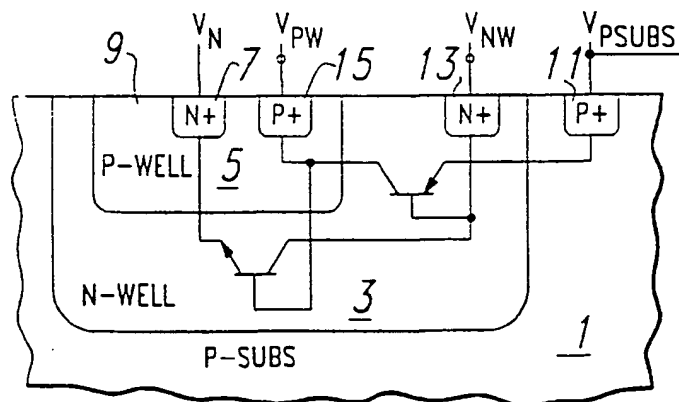 V_N V_PW V_NW V_PSUBS
9 7 15 13 11
N+ P+ N+ P+
P-WELL 5
N-WELL 3
P-SUBS 1